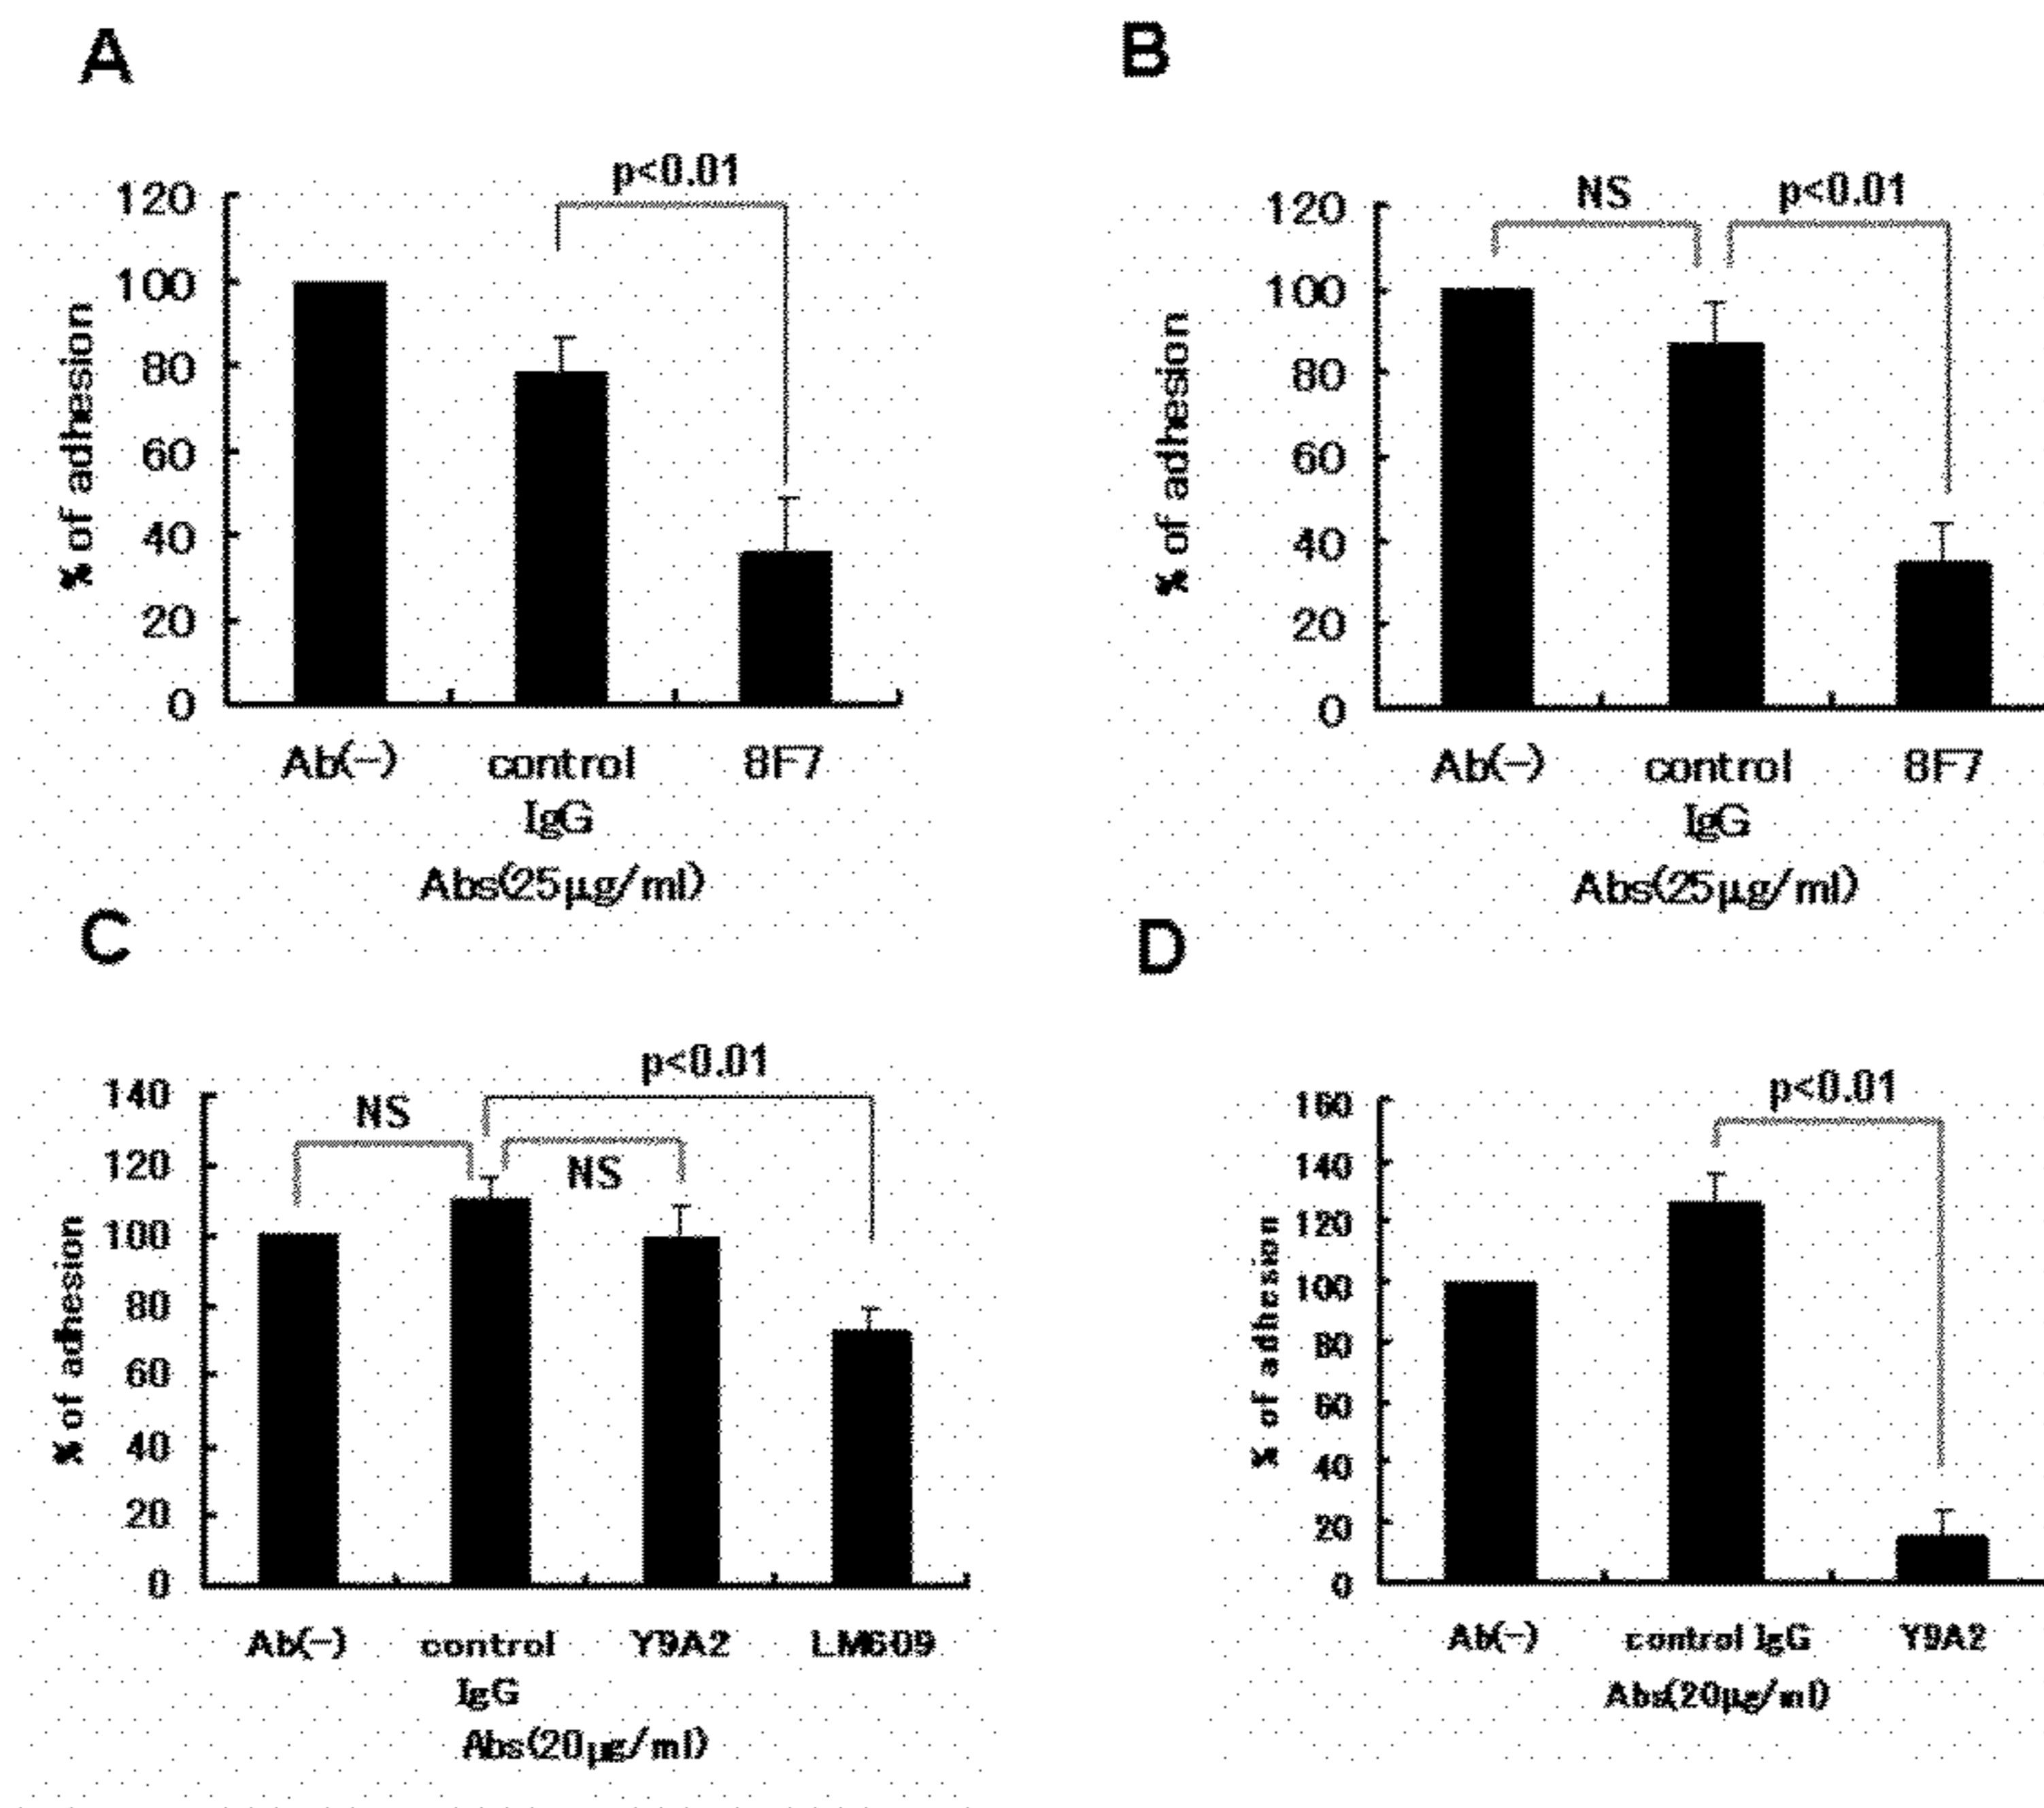 A
p<0.01
120
100
80
60
40
20
0
% of adhesion
Ab(-) control 8F7
IgG
Abs(25µg/ml)
B
NS p<0.01
120
100
80
60
40
20
0
% of adhesion
Ab(-) control 8F7
IgG
Abs(25µg/ml)
C
p<0.01
NS
NS
140
120
100
80
60
40
20
0
% of adhesion
Ab(-) control Y9A2 LM609
IgG
Abs(20µg/ml)
D
p<0.01
160
140
120
100
80
60
40
20
0
% of adhesion
Ab(-) control IgG Y9A2
Abs(20µg/ml)